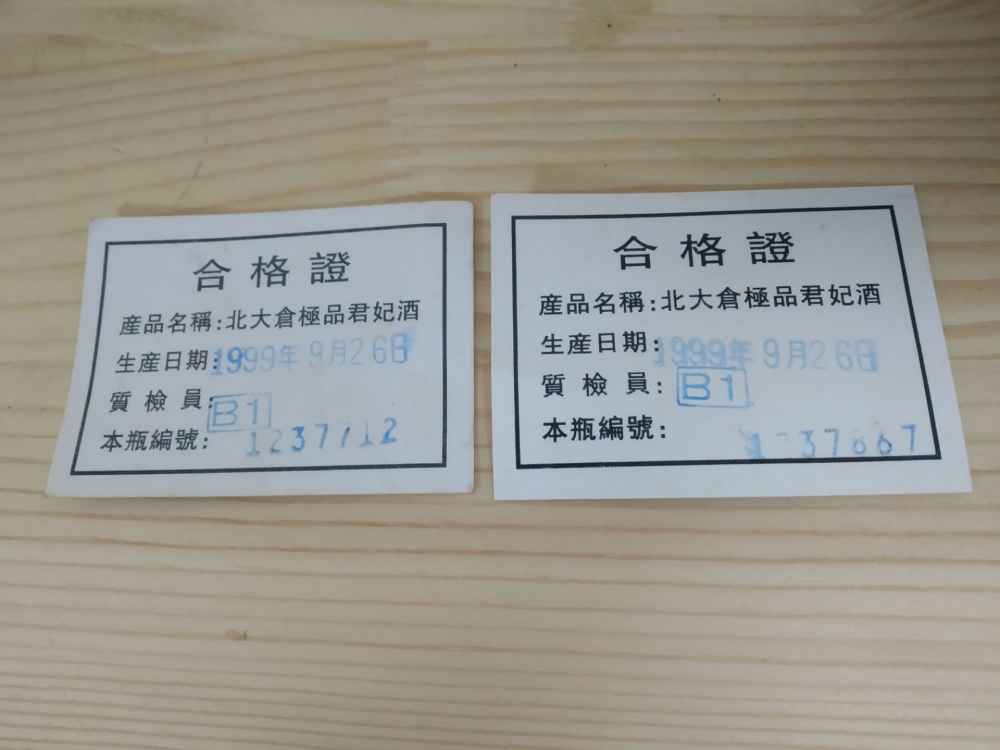 合格證
産品名稱:北大倉極品君妃酒
生産日期:1999年9月26日
質檢員:B1
本瓶編號:1237712
合格證
産品名稱:北大倉極品君妃酒
生産日期:1999年9月26日
質檢員:B1
本瓶編號: